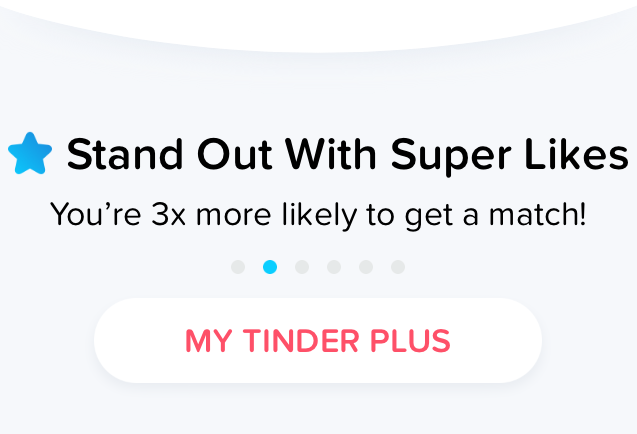 Stand Out With Super Likes
You’re 3x more likely to get a match!
MY TINDER PLUS